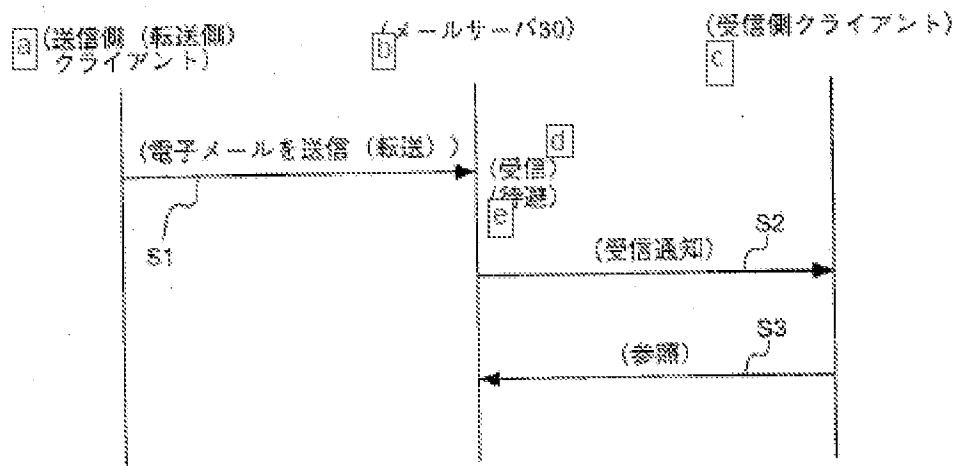 a (送信側 (転送側)
クライアント)
b (メールサーバ30)
(受信側クライアント)
c
(電子メールを送信 (転送) )
d
(受信)
(待避)
e
S1
(受信通知)
S2
(参照)
S3